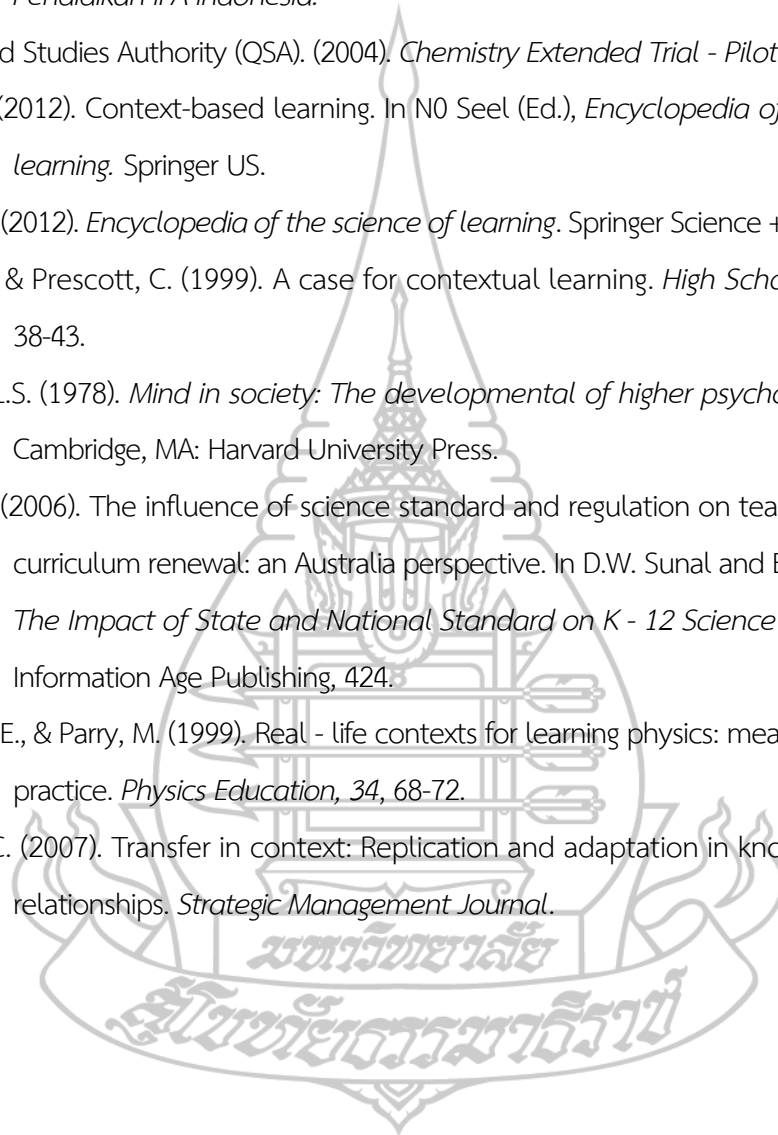 Pendidikan IPA Indonesia.
d Studies Authority (QSA). (2004). Chemistry Extended Trial - Pilot
(2012). Context-based learning. In N0 Seel (Ed.), Encyclopedia of
learning. Springer US.
(2012). Encyclopedia of the science of learning. Springer Science +
& Prescott, C. (1999). A case for contextual learning. High Scho
38-43.
.S. (1978). Mind in society: The developmental of higher psycho
Cambridge, MA: Harvard University Press.
(2006). The influence of science standard and regulation on tea
curriculum renewal: an Australia perspective. In D.W. Sunal and E
The Impact of State and National Standard on K - 12 Science
Information Age Publishing, 424.
E., & Parry, M. (1999). Real - life contexts for learning physics: mea
practice. Physics Education, 34, 68-72.
C. (2007). Transfer in context: Replication and adaptation in kno
relationships. Strategic Management Journal.
มหาวิทยาลัย
สุโขทัยธรรมาธิราช